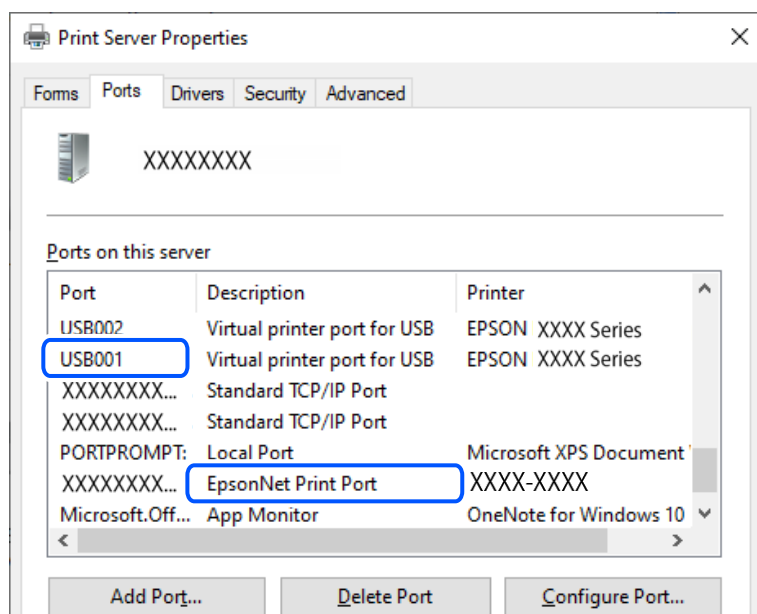 Print Server Properties
Forms Ports Drivers Security Advanced
XXXXXXXX
Ports on this server
Port Description Printer
USB002 Virtual printer port for USB EPSON XXXX Series
USB001 Virtual printer port for USB EPSON XXXX Series
XXXXXXXX... Standard TCP/IP Port
XXXXXXXX... Standard TCP/IP Port
PORTPROMPT: Local Port Microsoft XPS Document
XXXXXXXX... EpsonNet Print Port XXXX-XXXX
Microsoft.Off... App Monitor OneNote for Windows 10
Add Port... Delete Port Configure Port...